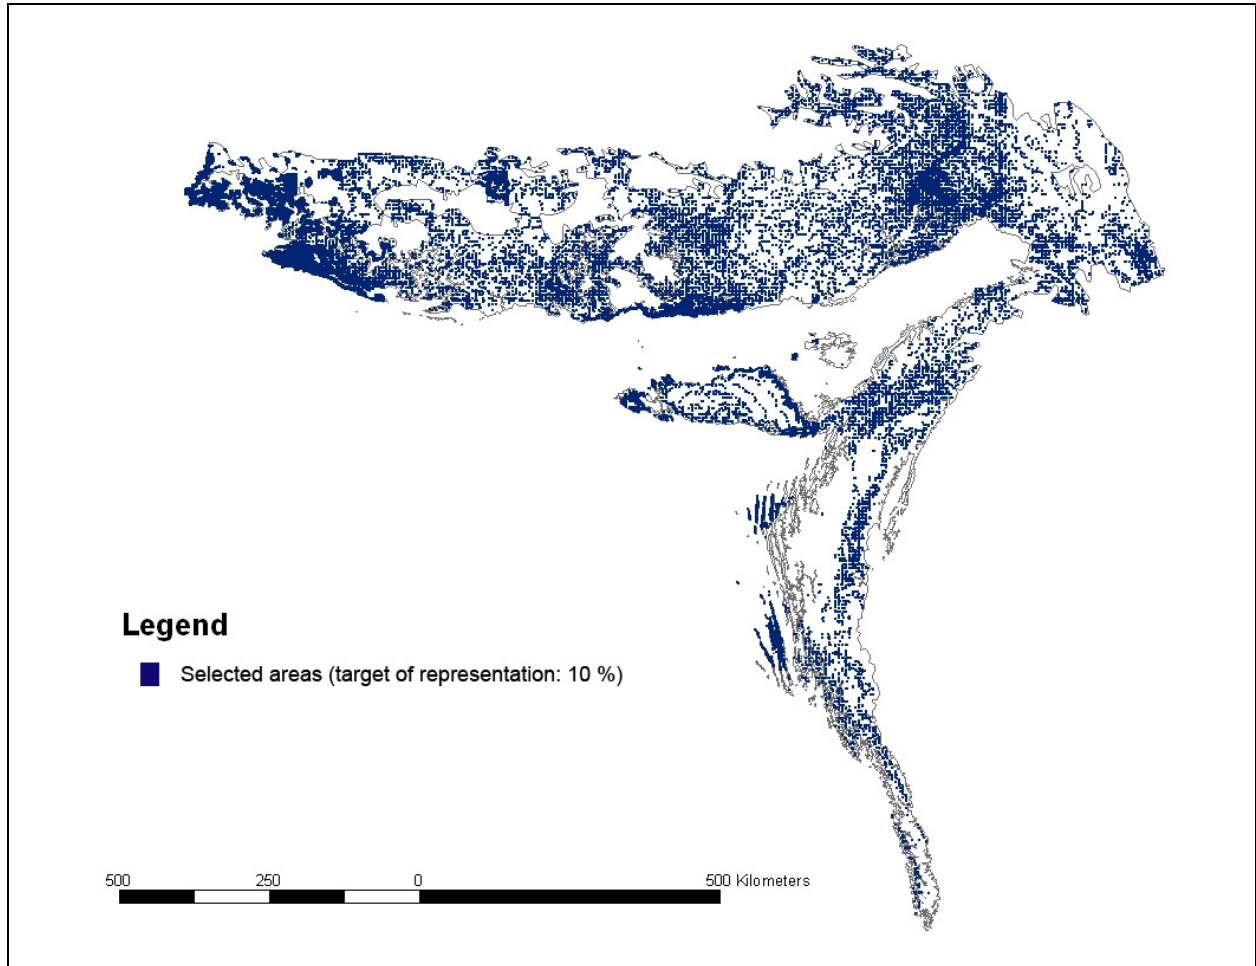 Legend
Selected areas (target of representation: 10 %)
500 250 0 500 Kilometers